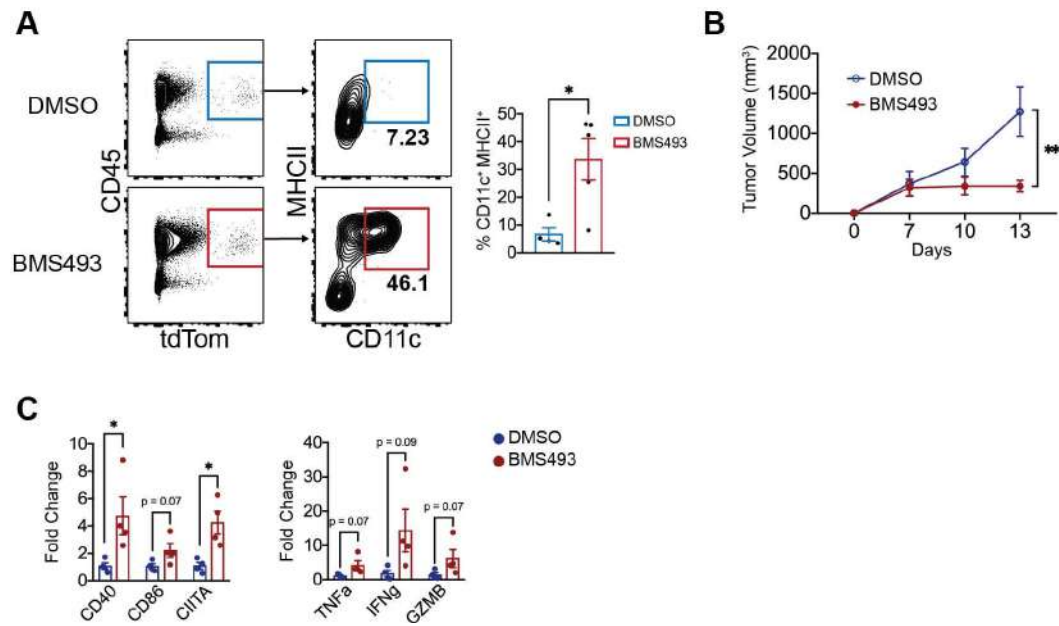 A
DMSO
BMS493
CD45
tdTom
MHCII
7.23
46.1
CD11c
% CD11c⁺ MHCII⁺
50
40
30
20
10
0
*
DMSO
BMS493
B
Tumor Volume (mm³)
2000
1500
1000
500
0
DMSO
BMS493
**
0 7 10 13
Days
C
Fold Change
10
8
6
4
2
0
*
p = 0.07
*
CD40 CD86 CIITA
Fold Change
40
30
20
10
0
p = 0.07
p = 0.09
p = 0.07
TNFa IFNg GZMB
DMSO
BMS493